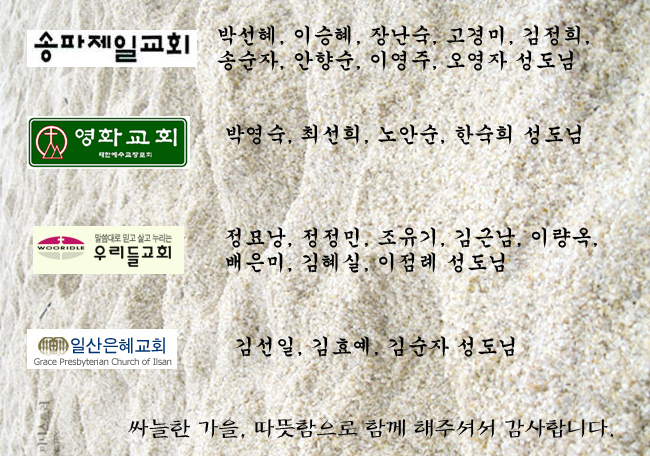 송파제일교회
박선혜, 이승혜, 장난숙, 고경미, 김정희,
송순자, 안향순, 이영주, 오영자 성도님
영화교회
대한예수교장로회
박영숙, 최선희, 노안순, 한숙희 성도님
WOORIDLE
말씀대로 믿고 살고 누리는
우리들교회
정묘낭, 정정민, 조유기, 김근남, 이량옥,
배은미, 김혜실, 이점례 성도님
일산은혜교회
Grace Presbyterian Church of Ilsan
김선일, 김효예, 김순자 성도님
싸늘한 가을, 따뜻함으로 함께 해주셔서 감사합니다.